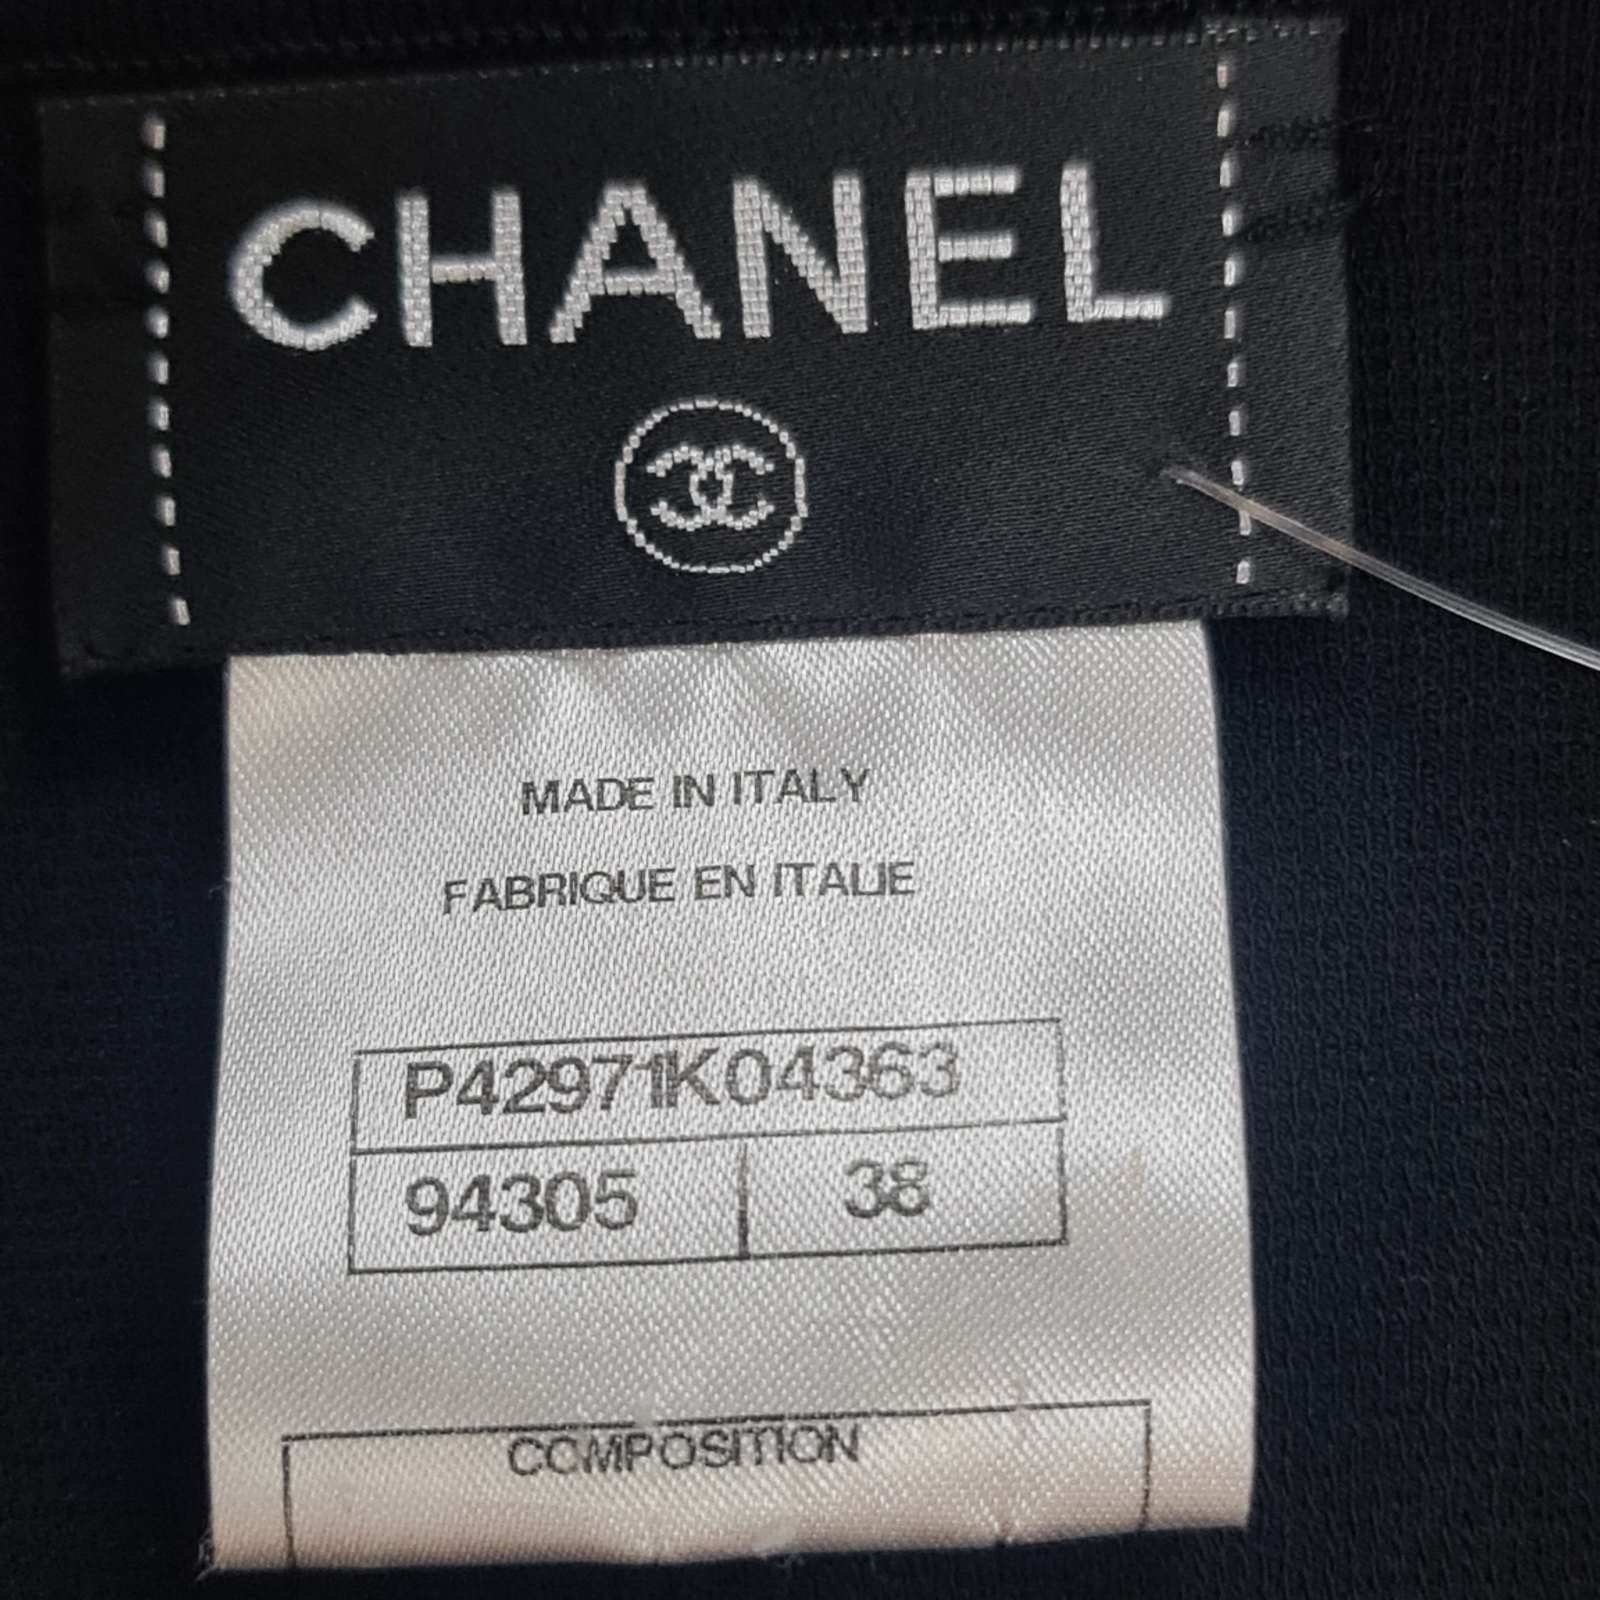 CHANEL
MADE IN ITALY
FABRIQUE EN ITALIE
P42971K04363
94305 38
COMPOSITION